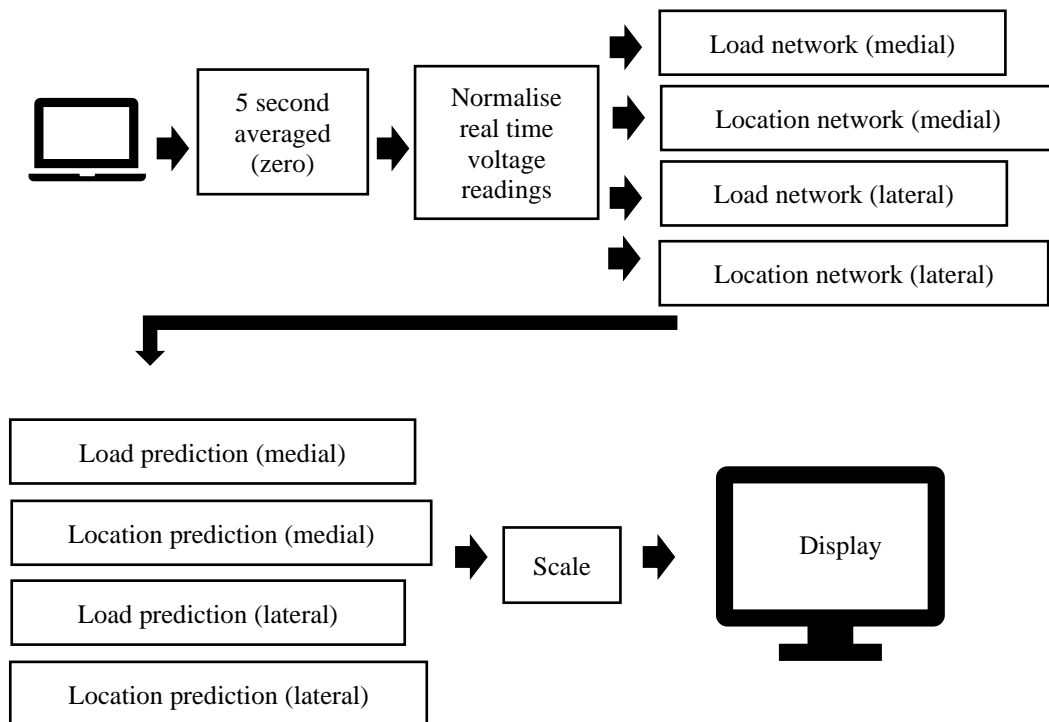 5 second
averaged
(zero)
Normalise
real time
voltage
readings
Load network (medial)
Location network (medial)
Load network (lateral)
Location network (lateral)
Load prediction (medial)
Location prediction (medial)
Load prediction (lateral)
Location prediction (lateral)
Scale
Display